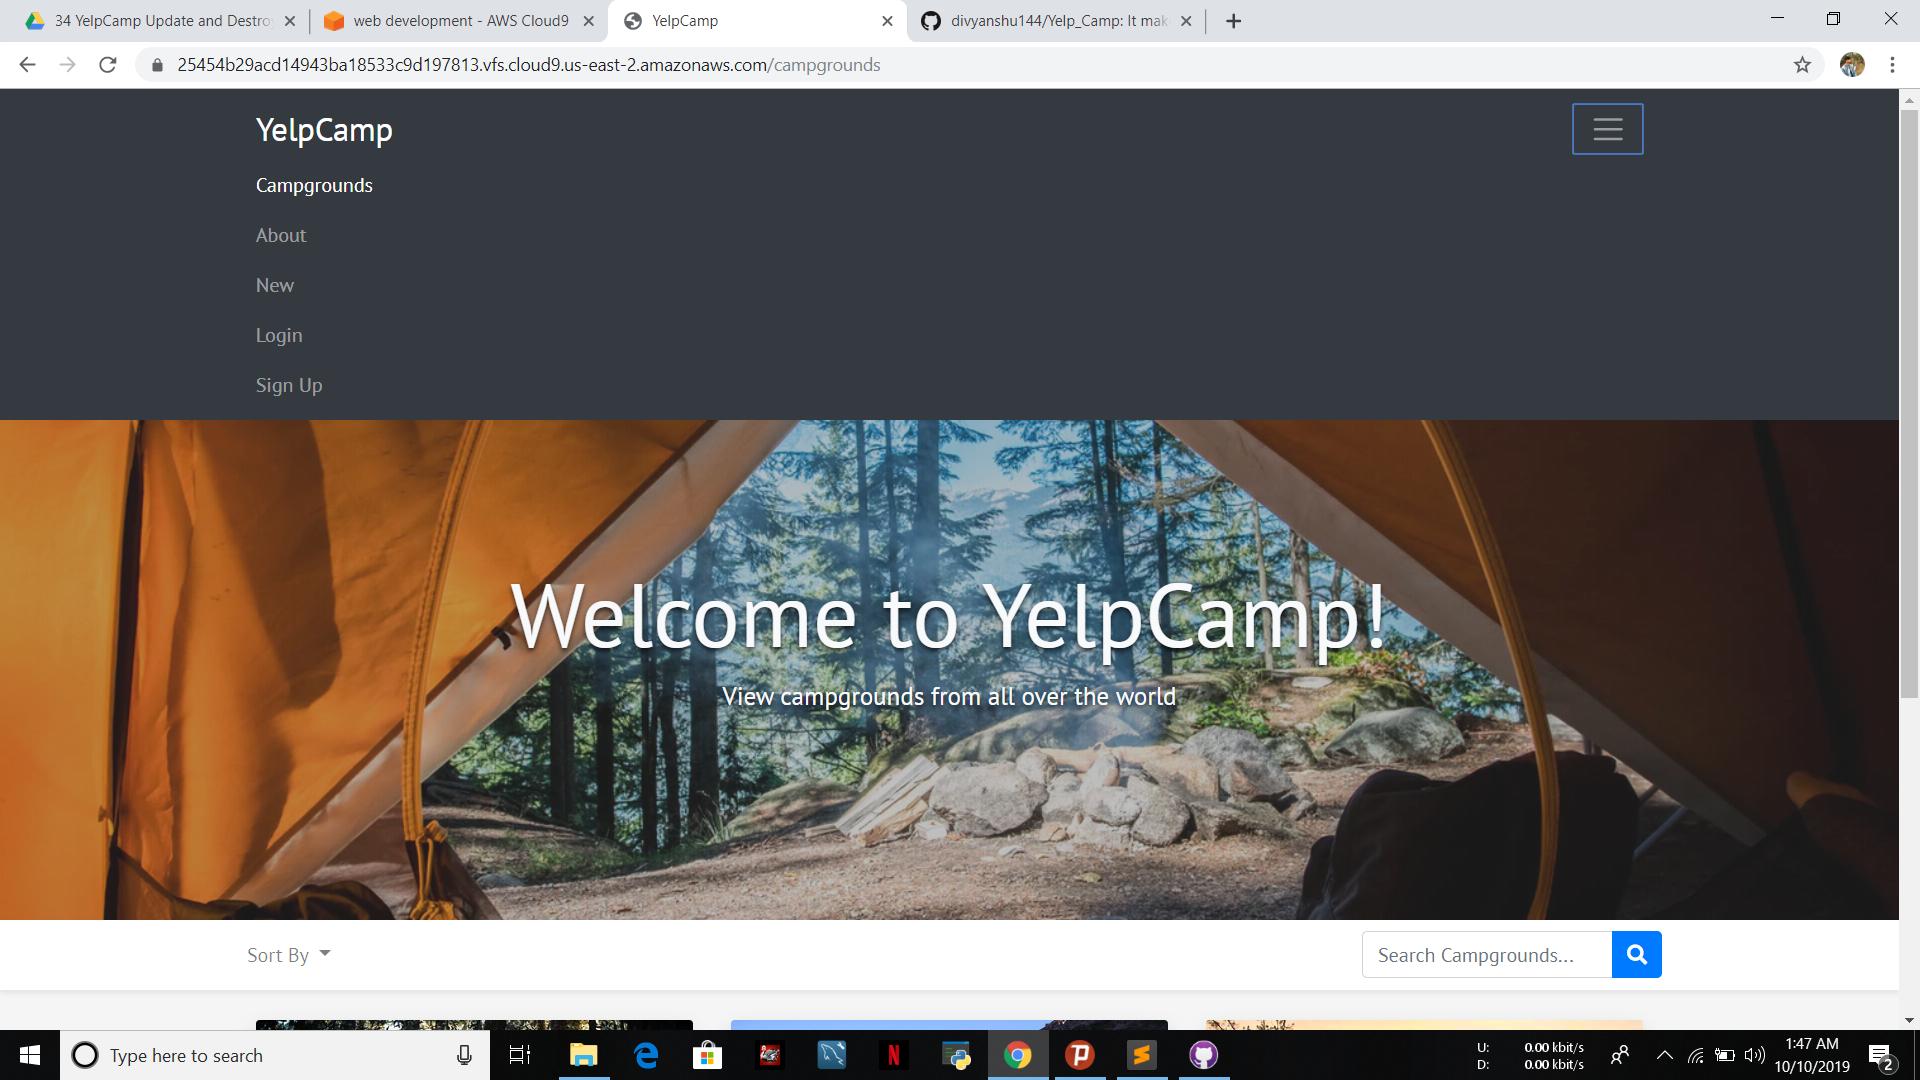 34 YelpCamp Update and Destro
web development - AWS Cloud9
YelpCamp
divyanshu144/Yelp_Camp: It mak
25454b29acd14943ba18533c9d197813.vfs.cloud9.us-east-2.amazonaws.com/campgrounds
YelpCamp
Campgrounds
About
New
Login
Sign Up
Welcome to YelpCamp!
View campgrounds from all over the world
Sort By
Search Campgrounds...
Type here to search
U: 0.00 kbit/s
D: 0.00 kbit/s
1:47 AM
10/10/2019
2